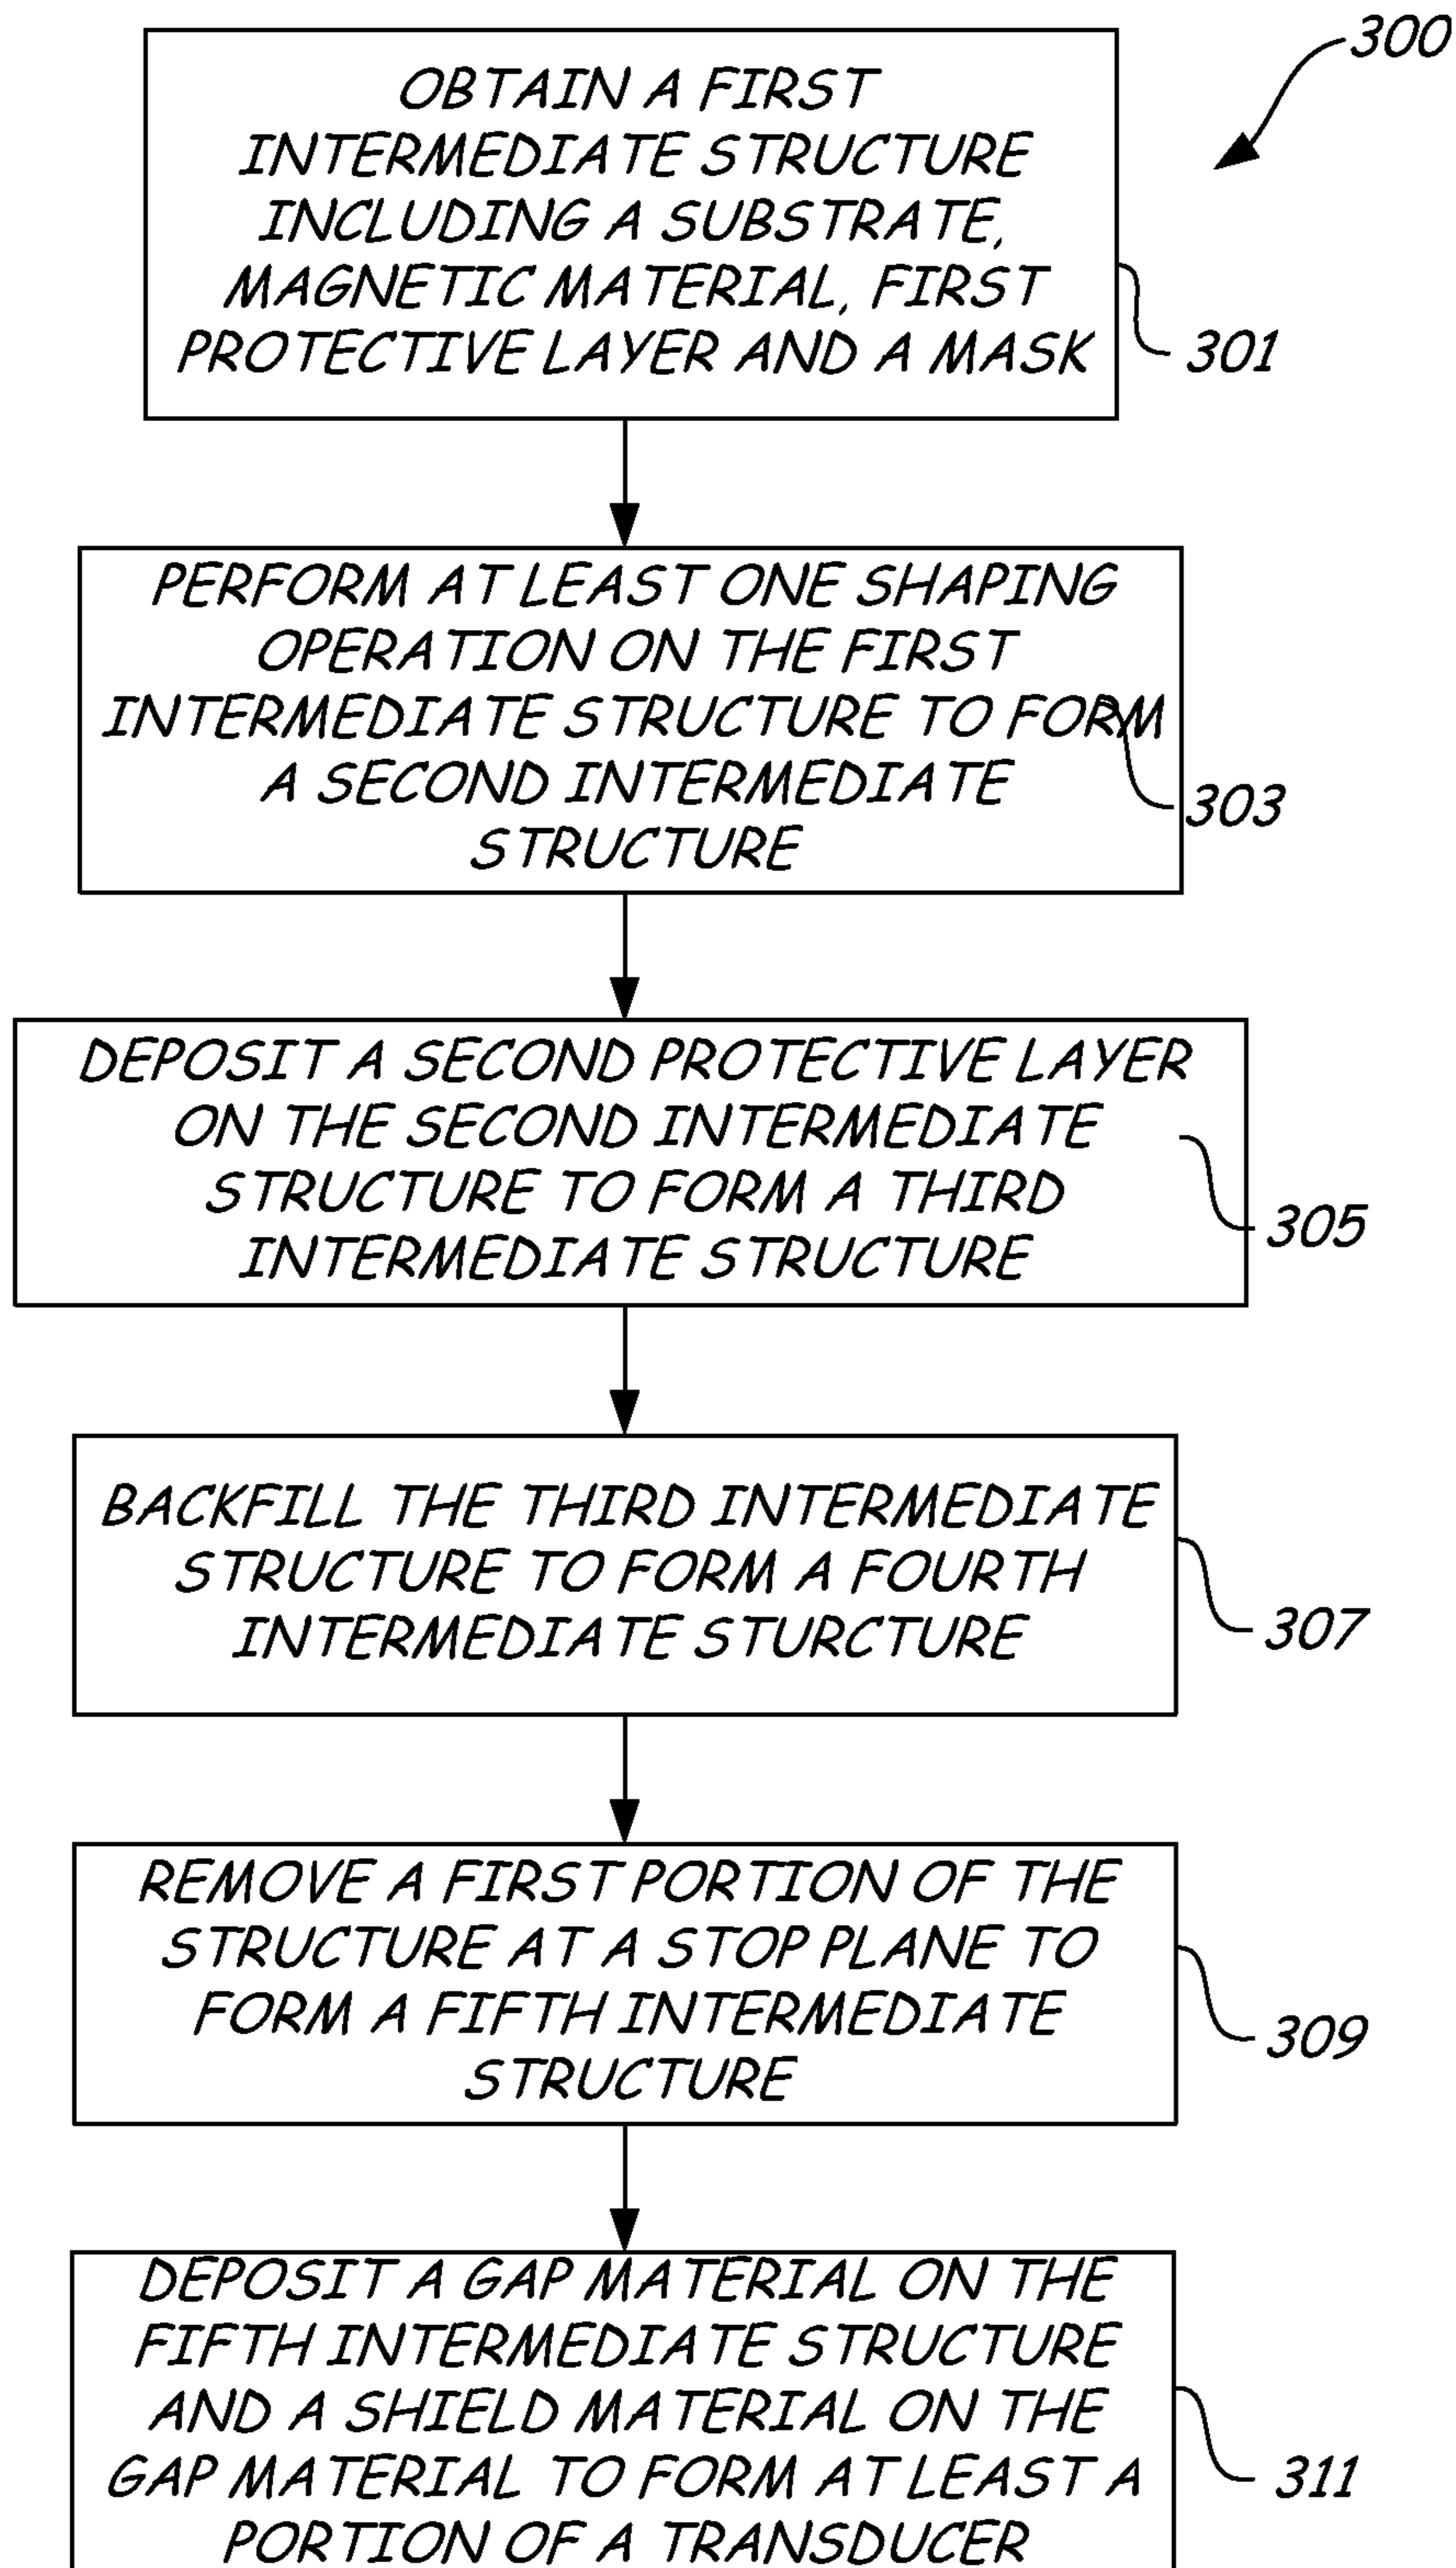 300
OBTAIN A FIRST
INTERMEDIATE STRUCTURE
INCLUDING A SUBSTRATE,
MAGNETIC MATERIAL, FIRST
PROTECTIVE LAYER AND A MASK
301
PERFORM AT LEAST ONE SHAPING
OPERATION ON THE FIRST
INTERMEDIATE STRUCTURE TO FORM
A SECOND INTERMEDIATE
STRUCTURE
303
DEPOSIT A SECOND PROTECTIVE LAYER
ON THE SECOND INTERMEDIATE
STRUCTURE TO FORM A THIRD
INTERMEDIATE STRUCTURE
305
BACKFILL THE THIRD INTERMEDIATE
STRUCTURE TO FORM A FOURTH
INTERMEDIATE STURCTURE
307
REMOVE A FIRST PORTION OF THE
STRUCTURE AT A STOP PLANE TO
FORM A FIFTH INTERMEDIATE
STRUCTURE
309
DEPOSIT A GAP MATERIAL ON THE
FIFTH INTERMEDIATE STRUCTURE
AND A SHIELD MATERIAL ON THE
GAP MATERIAL TO FORM AT LEAST A
PORTION OF A TRANSDUCER
311